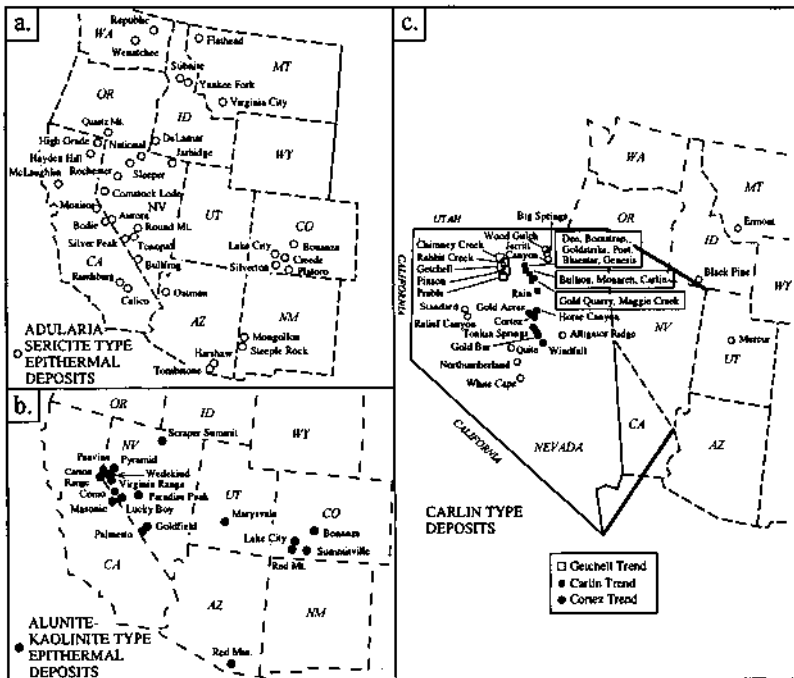 a.
Republic
WA
Wenatchee
Flathead
MT
Yankee Fork
Virginia City
OR
ID
Quartz Mt.
High Grade
National
DeLamar
Jarbidge
WY
Hayden Hill
Rochester
Sleeper
McLaughlin
Comstock Lode
Aurora
NV
Bodie
Round Mt.
UT
CO
Silver Peak
Tonopah
Lake City
Bonanza
Creede
Bullfrog
Silverton
Platoro
Randsburg
CA
Calico
Oatman
AZ
NM
Mongollon
Steeple Rock
Harshaw
Tombstone
ADULARIA
SERICITE TYPE
EPITHERMAL
DEPOSITS
b.
OR
ID
Scraper Summit
WY
NV
Pyramid
Wedekind
Range
Virginia Range
Como
Paradise Peak
UT
Masonic
Lucky Boy
Marysvale
CO
Goldfield
Bonanza
Palmetto
Lake City
Summitville
CA
Red Mt.
AZ
NM
ALUNITE-
KAOLINITE TYPE
EPITHERMAL
DEPOSITS
Red Mtn.
c.
WA
MT
Big Springs
OR
UTAH
Wood Gulch
Jerritt
Canyon
Dee, Bootstrap,
Goldstrike, Post
Bluestar, Genesis
Ermont
ID
Chimney Creek
Rabbit Creek
Getchell
Pinson
Preble
Bullion, Monarch, Carlin
Black Pine
CALIFORNIA
Rain
Gold Quarry, Maggie Creek
Standard
Gold Acres
Horse Canyon
NV
Relief Canyon
Cortez
Tonkin Springs
Alligator Ridge
Mercur
UT
Gold Bar
Windfall
Northumberland
White Cape
CA
CALIFORNIA
NEVADA
AZ
CARLIN TYPE
DEPOSITS
Getchell Trend
Carlin Trend
Cortez Trend